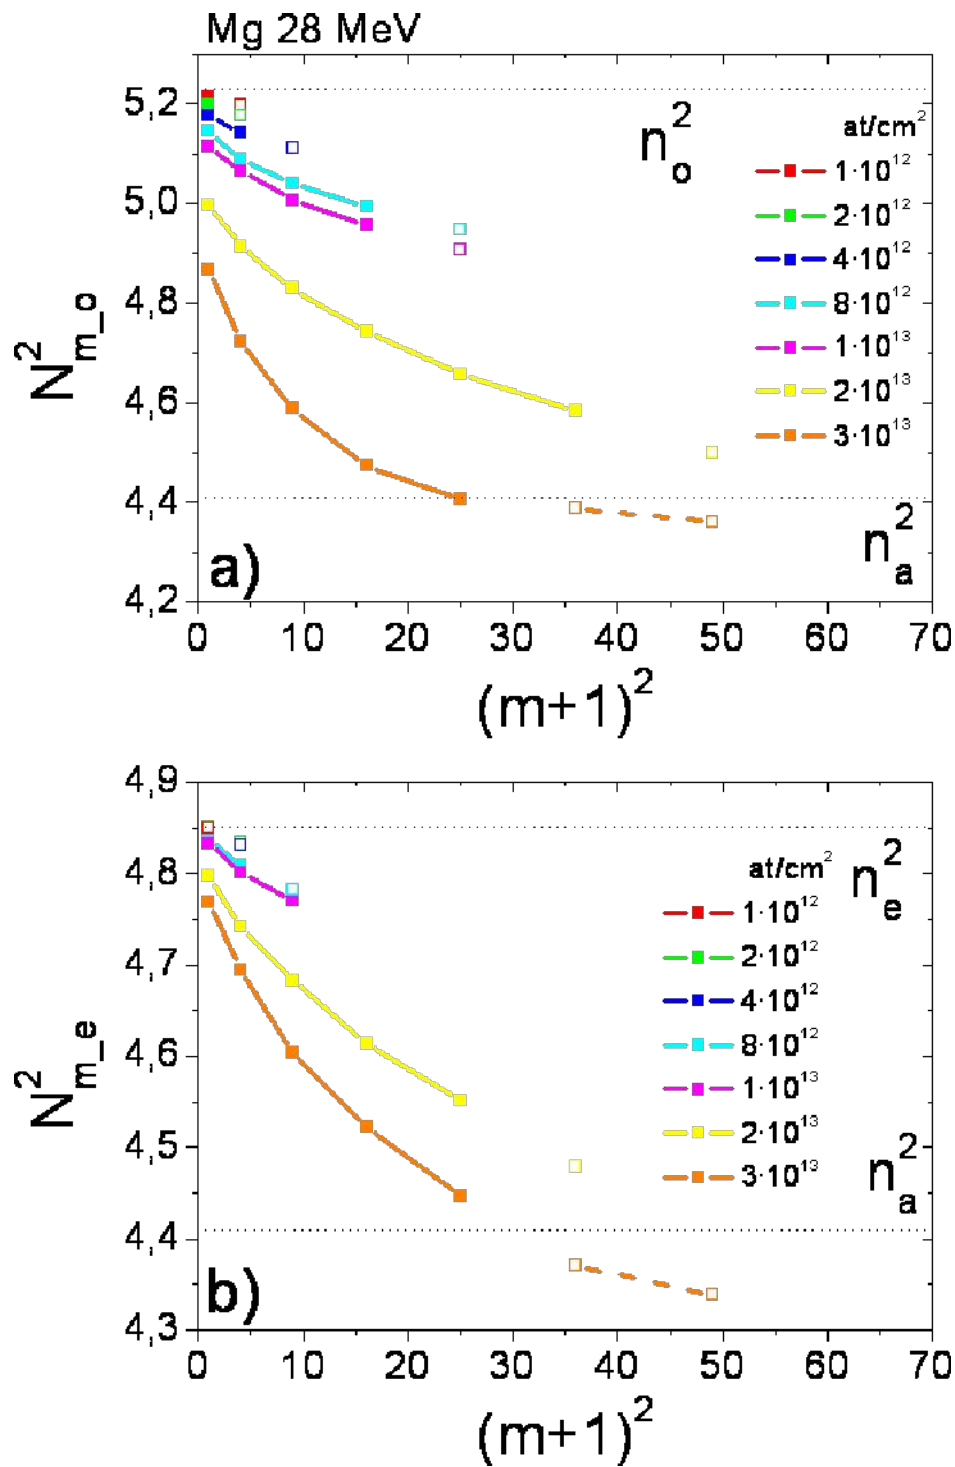 Mg 28 MeV
5,2
5,0
4,8
4,6
4,4
4,2
N²m_o
n²o
at/cm²
1·10¹²
2·10¹²
4·10¹²
8·10¹²
1·10¹³
2·10¹³
3·10¹³
n²a
a)
0 10 20 30 40 50 60 70
(m+1)²
4,9
4,8
4,7
4,6
4,5
4,4
4,3
N²m_e
n²e
at/cm²
1·10¹²
2·10¹²
4·10¹²
8·10¹²
1·10¹³
2·10¹³
3·10¹³
n²a
b)
0 10 20 30 40 50 60 70
(m+1)²